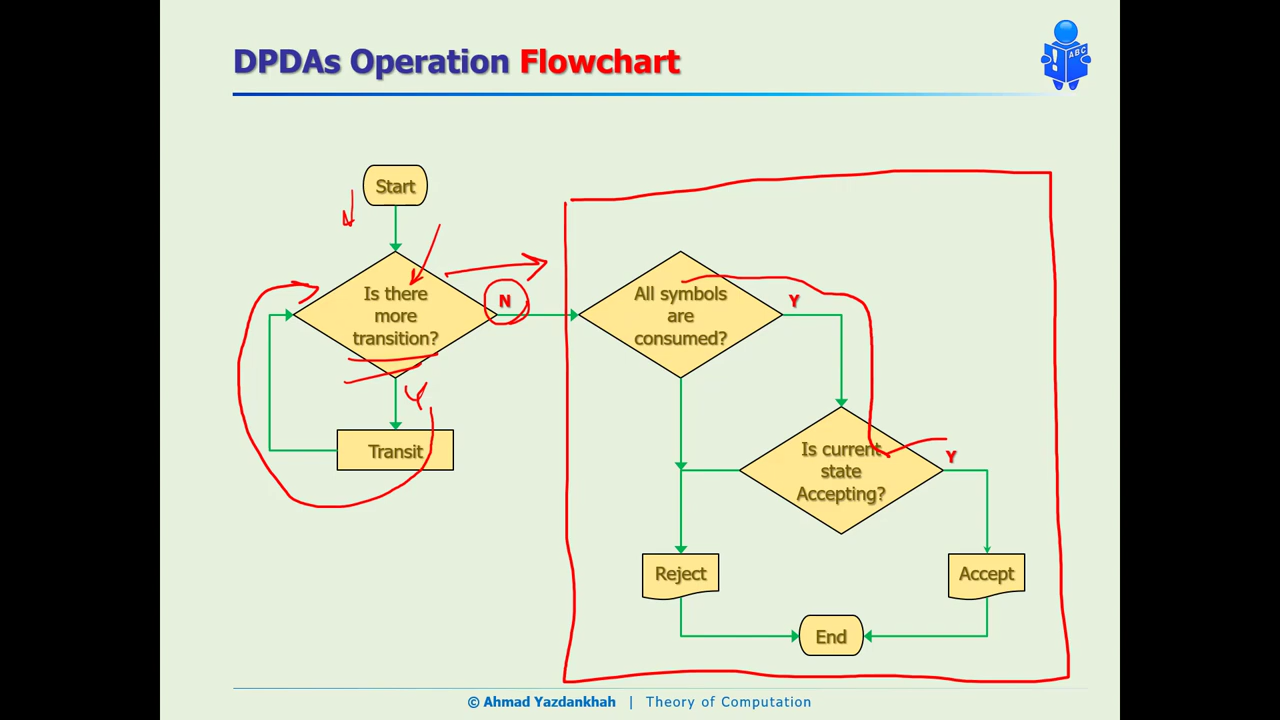 DPDAs Operation Flowchart
ABC
Start
Is there
more
transition?
N
Y
Transit
All symbols
are
consumed?
Y
Is current
state
Accepting?
Y
Reject
Accept
End
© Ahmad Yazdankhah | Theory of Computation